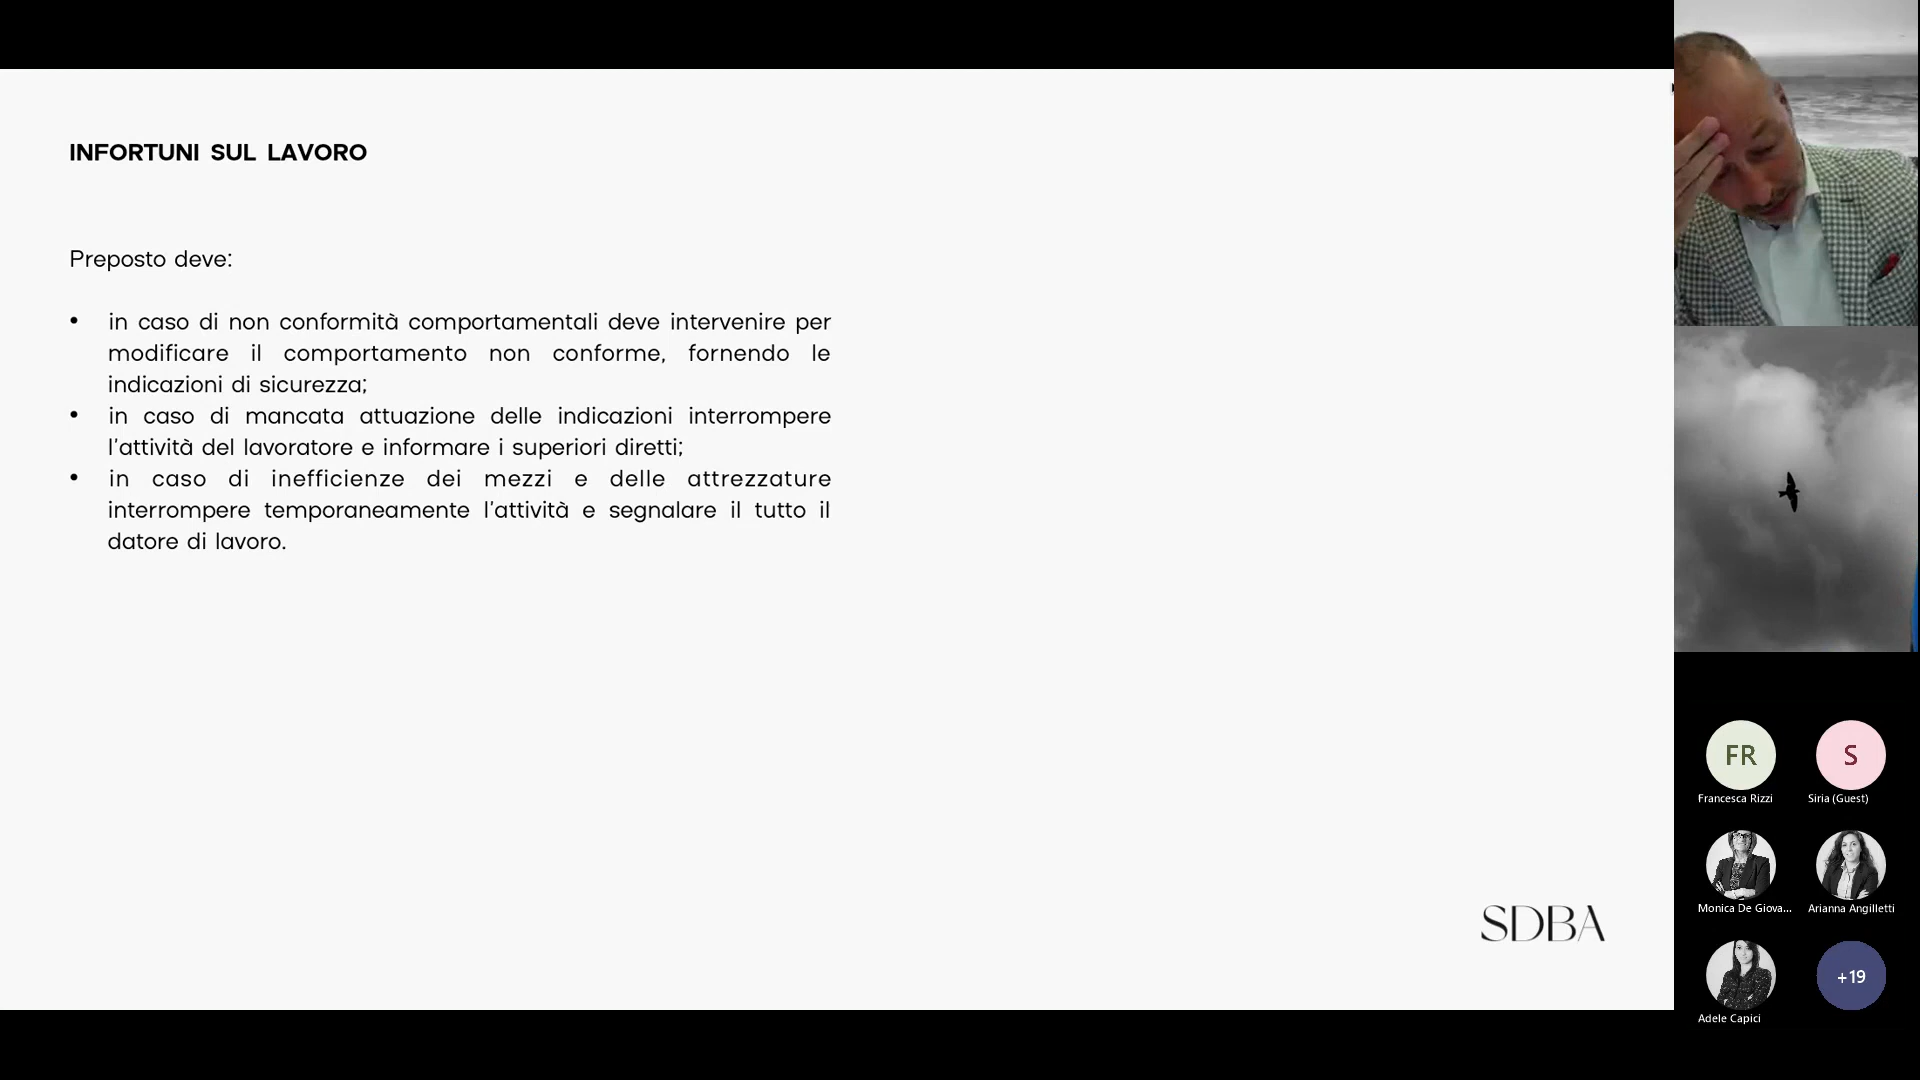 INFORTUNI SUL LAVORO
Preposto deve:
• in caso di non conformità comportamentali deve intervenire per
modificare il comportamento non conforme, fornendo le
indicazioni di sicurezza;
• in caso di mancata attuazione delle indicazioni interrompere
l'attività del lavoratore e informare i superiori diretti;
• in caso di inefficienze dei mezzi e delle attrezzature
interrompere temporaneamente l'attività e segnalare il tutto il
datore di lavoro.
SDBA
FR
Francesca Rizzi
S
Siria (Guest)
Monica De Giova...
Arianna Angilletti
Adele Capici
+19